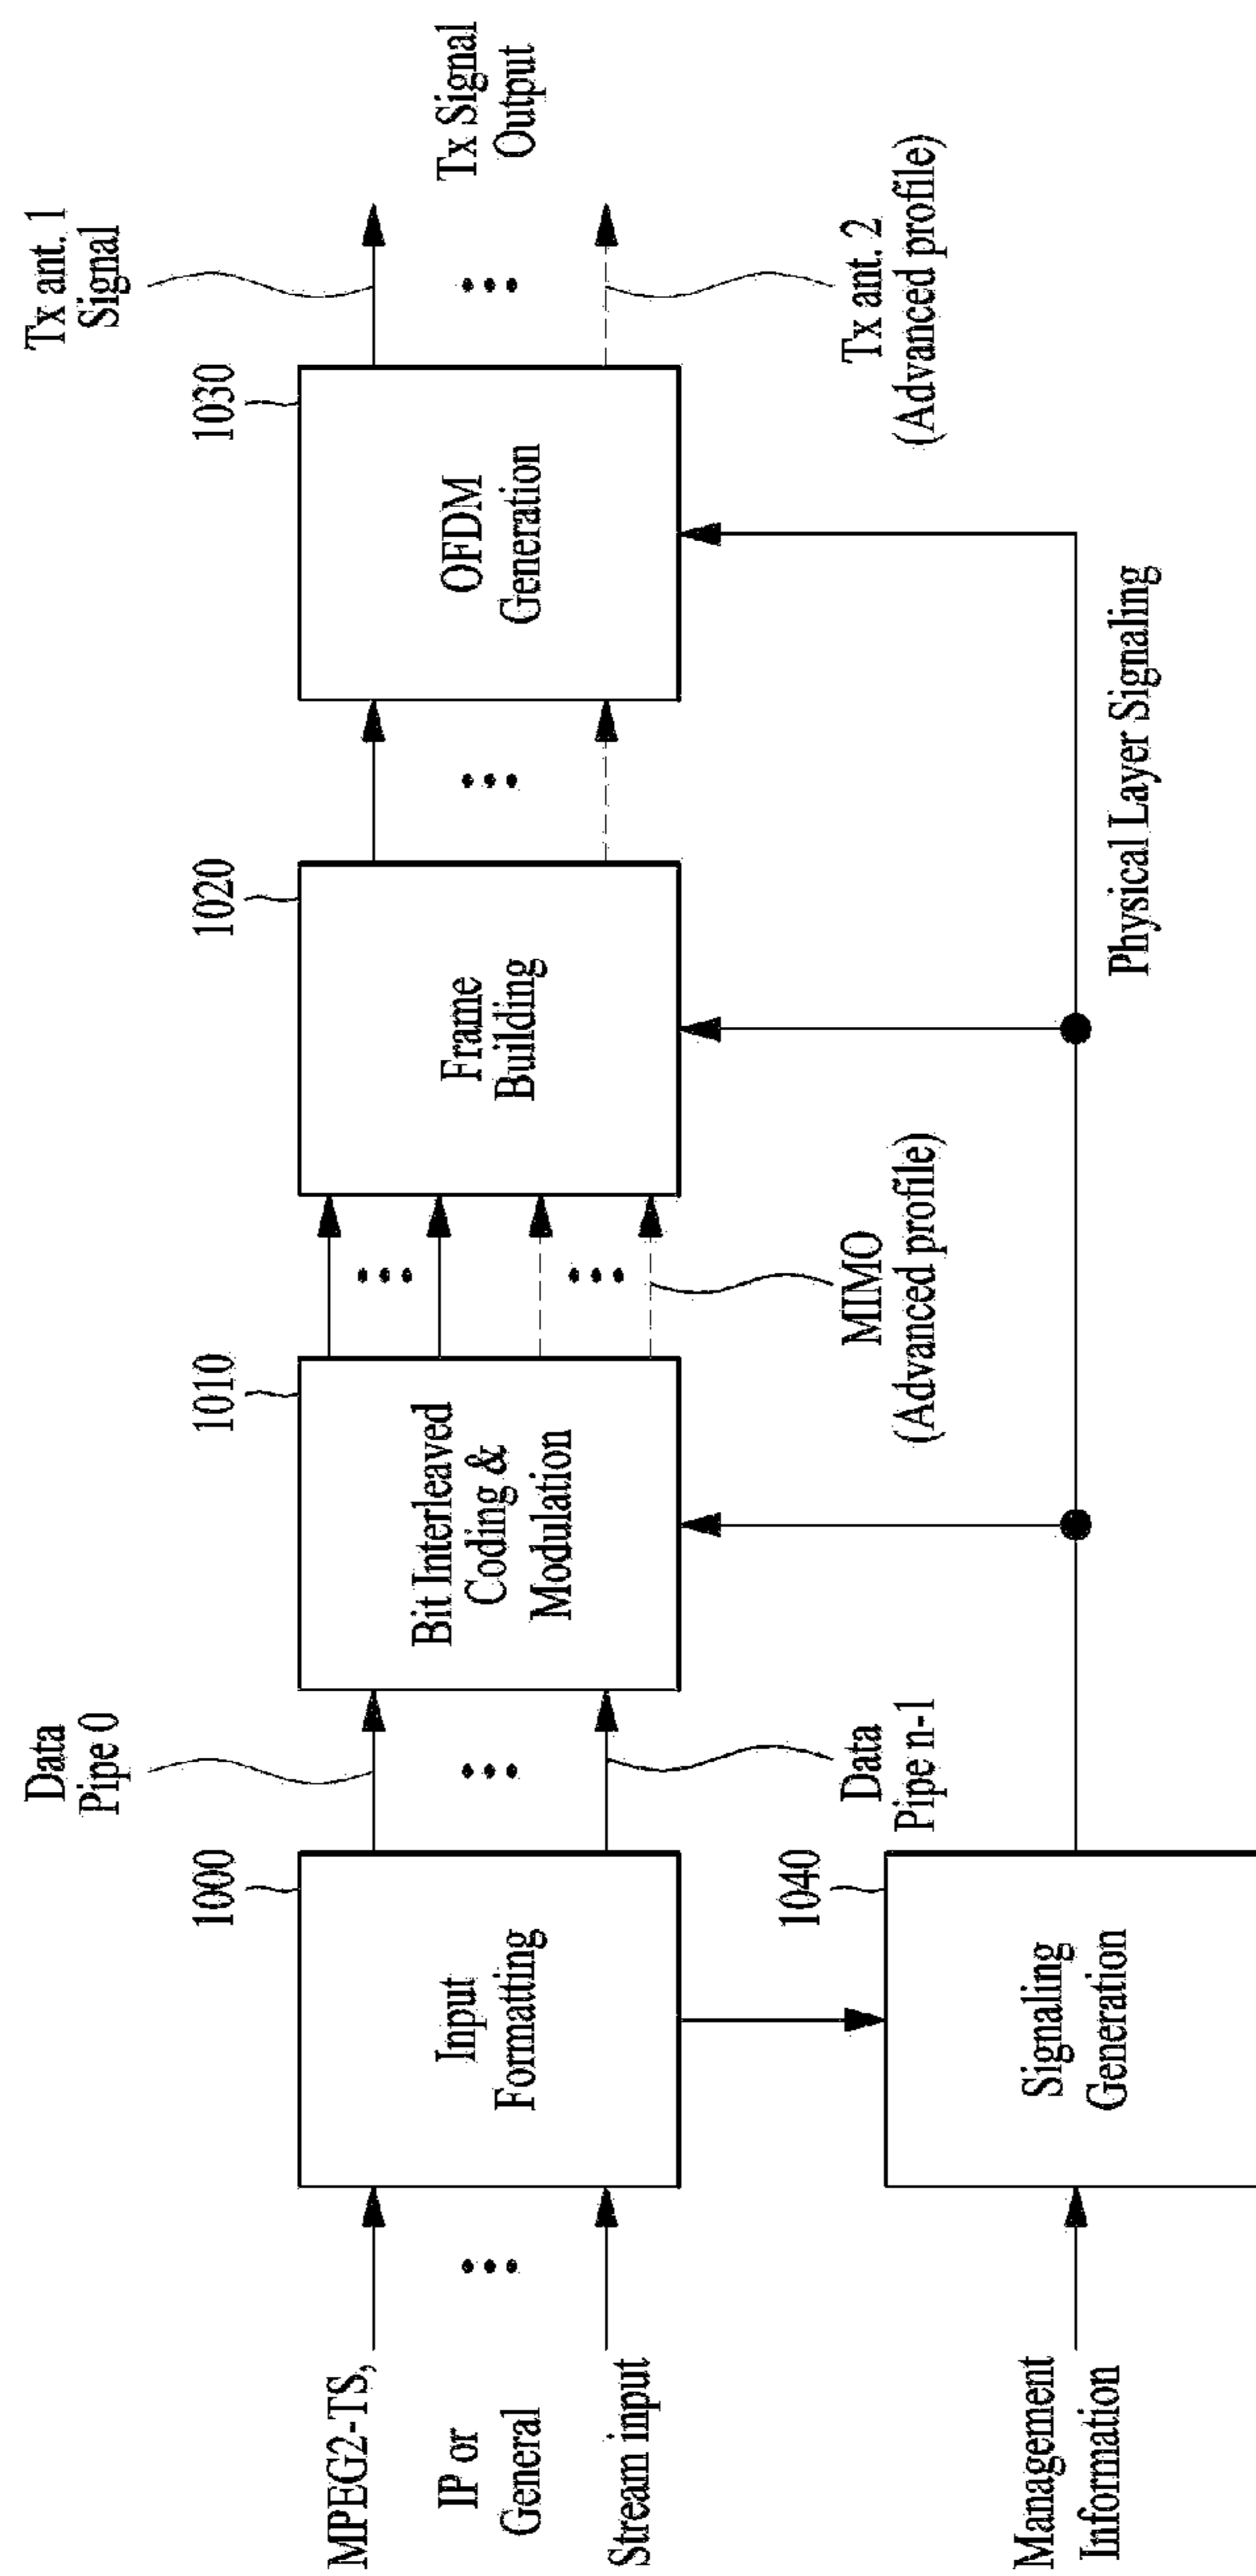 MPEG2-TS,
IP or
General
Stream input
1000
Input
Formatting
Data
Pipe 0
Data
Pipe n-1
1010
Bit Interleaved
Coding &
Modulation
MIMO
(Advanced profile)
1020
Frame
Building
1030
OFDM
Generation
Tx ant. 1
Signal
Tx Signal
Output
Tx ant. 2
(Advanced profile)
Management
Information
1040
Signaling
Generation
Physical Layer Signaling